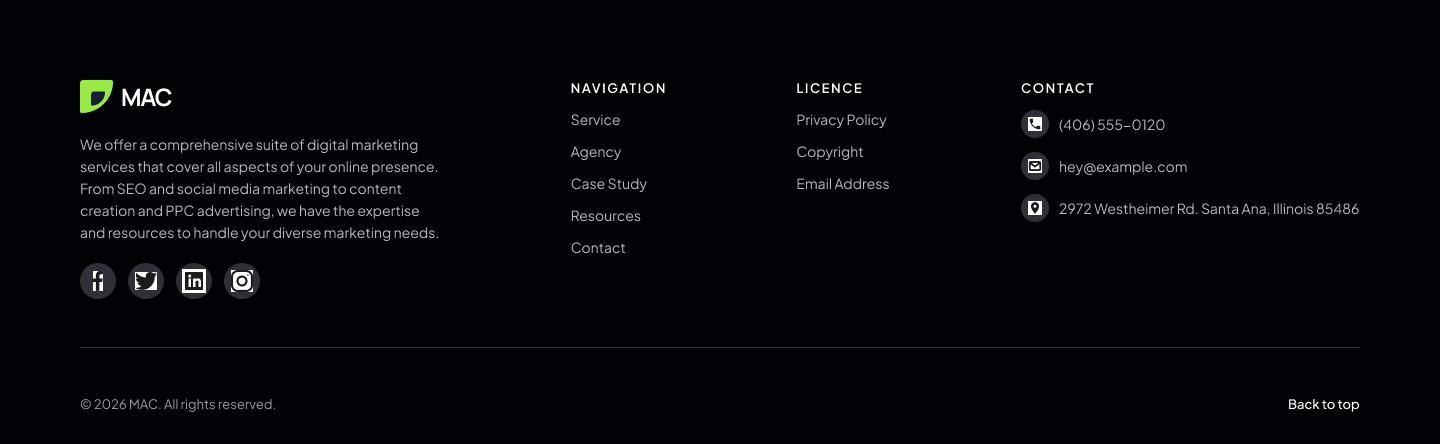 MAC
We offer a comprehensive suite of digital marketing
services that cover all aspects of your online presence.
From SEO and social media marketing to content
creation and PPC advertising, we have the expertise
and resources to handle your diverse marketing needs.
in
NAVIGATION
Service
Agency
Case Study
Resources
Contact
LICENCE
Privacy Policy
Copyright
Email Address
CONTACT
(406) 555–0120
hey@example.com
2972 Westheimer Rd. Santa Ana, Illinois 85486
© 2026 MAC. All rights reserved.
Back to top